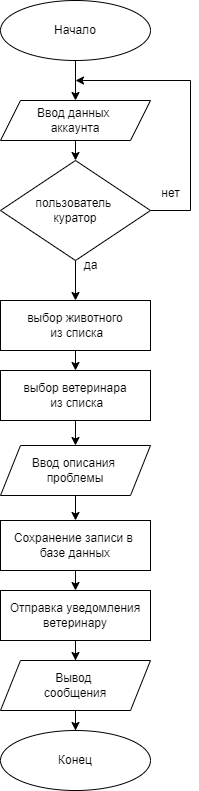 Начало
Ввод данных
аккаунта
пользователь
куратор
нет
да
выбор животного
из списка
выбор ветеринара
из списка
Ввод описания
проблемы
Сохранение записи в
базе данных
Отправка уведомления
ветеринару
Вывод
сообщения
Конец